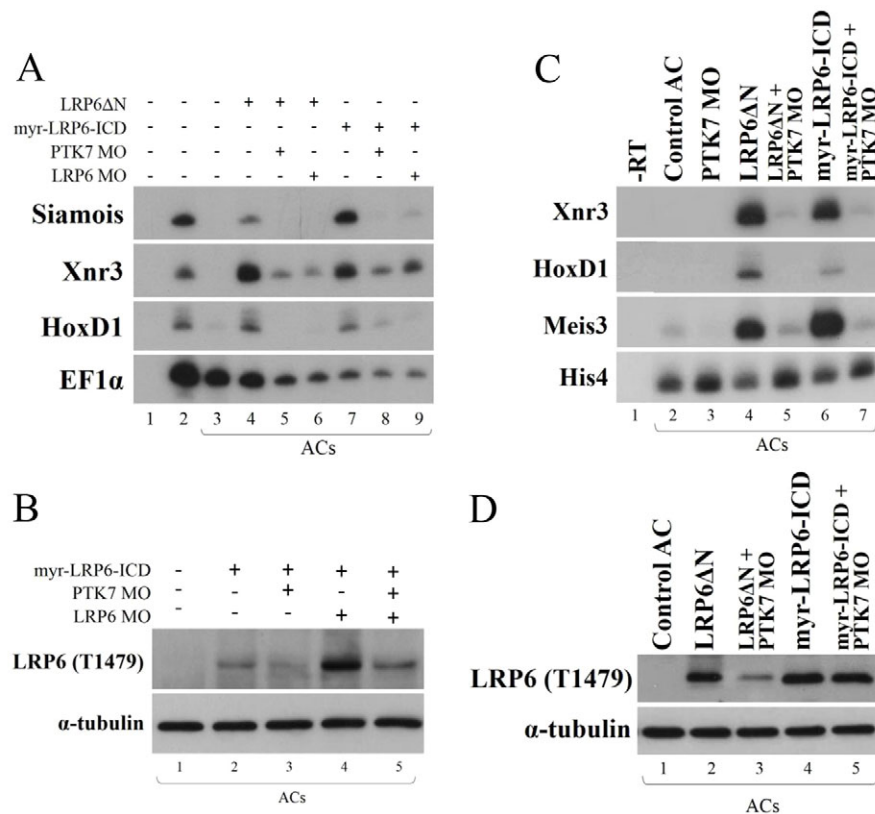 A
LRP6ΔN - - - + + + - - -
myr-LRP6-ICD - - - - - - + + +
PTK7 MO - - - - + - - + -
LRP6 MO - - - - - + - - +
Siamois
Xnr3
HoxD1
EF1α
1 2 3 4 5 6 7 8 9
ACs
B
myr-LRP6-ICD - + + + +
PTK7 MO - - + - +
LRP6 MO - - - + +
LRP6 (T1479)
α-tubulin
1 2 3 4 5
ACs
C
-RT
Control AC
PTK7 MO
LRP6ΔN
LRP6ΔN +
PTK7 MO
myr-LRP6-ICD
myr-LRP6-ICD +
PTK7 MO
Xnr3
HoxD1
Meis3
His4
1 2 3 4 5 6 7
ACs
D
Control AC
LRP6ΔN
LRP6ΔN +
PTK7 MO
myr-LRP6-ICD
myr-LRP6-ICD +
PTK7 MO
LRP6 (T1479)
α-tubulin
1 2 3 4 5
ACs